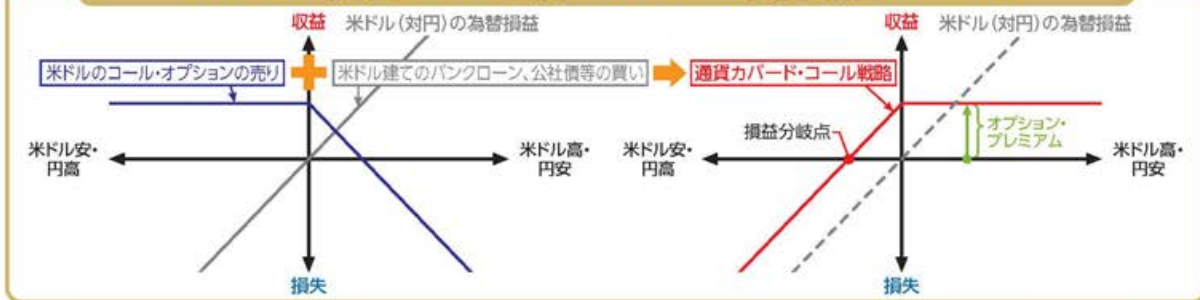 収益
米ドル(対円)の為替損益
米ドルのコール・オプションの売り
米ドル建てのバンクローン、公社債等の買い
米ドル安・
円高
米ドル高・
円安
損失
収益
米ドル(対円)の為替損益
通貨カバード・コール戦略
損益分岐点
オプション・
プレミアム
米ドル安・
円高
米ドル高・
円安
損失